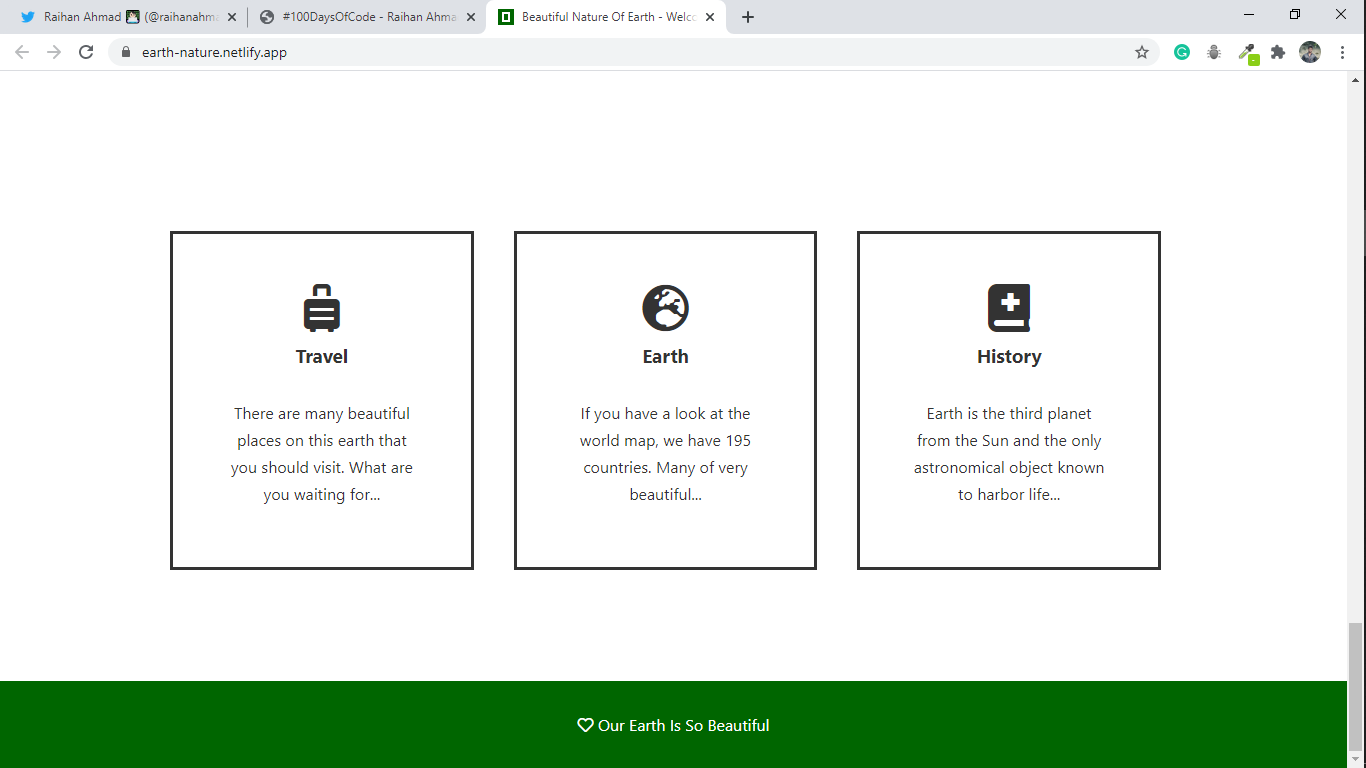 Raihan Ahmad (@raihanahma
#100DaysOfCode - Raihan Ahma
Beautiful Nature Of Earth - Welco
earth-nature.netlify.app
Travel
There are many beautiful
places on this earth that
you should visit. What are
you waiting for...
Earth
If you have a look at the
world map, we have 195
countries. Many of very
beautiful...
History
Earth is the third planet
from the Sun and the only
astronomical object known
to harbor life...
Our Earth Is So Beautiful